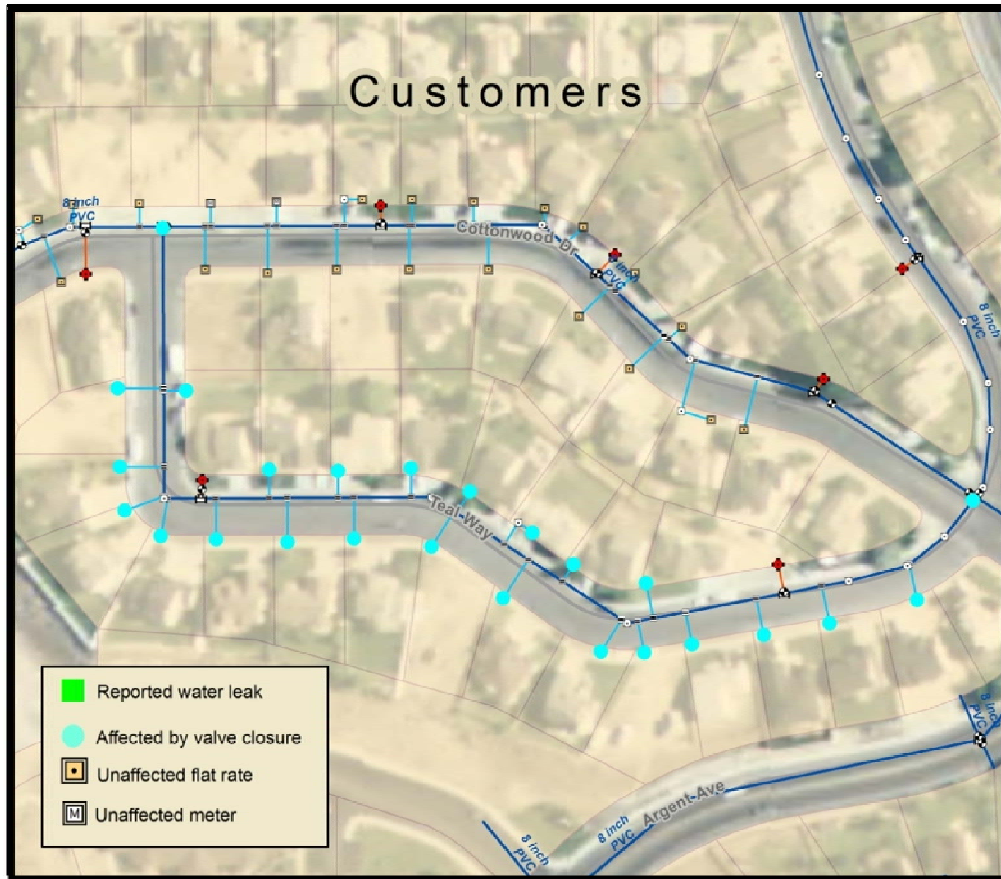 Customers
8 inch
PVC
Cottonwood Dr
8 inch
PVC
8 inch
PVC
Teal Way
Reported water leak
Affected by valve closure
Unaffected flat rate
M Unaffected meter
8 inch
PVC
Argent Ave
8 inch
PVC
8 inch
PVC